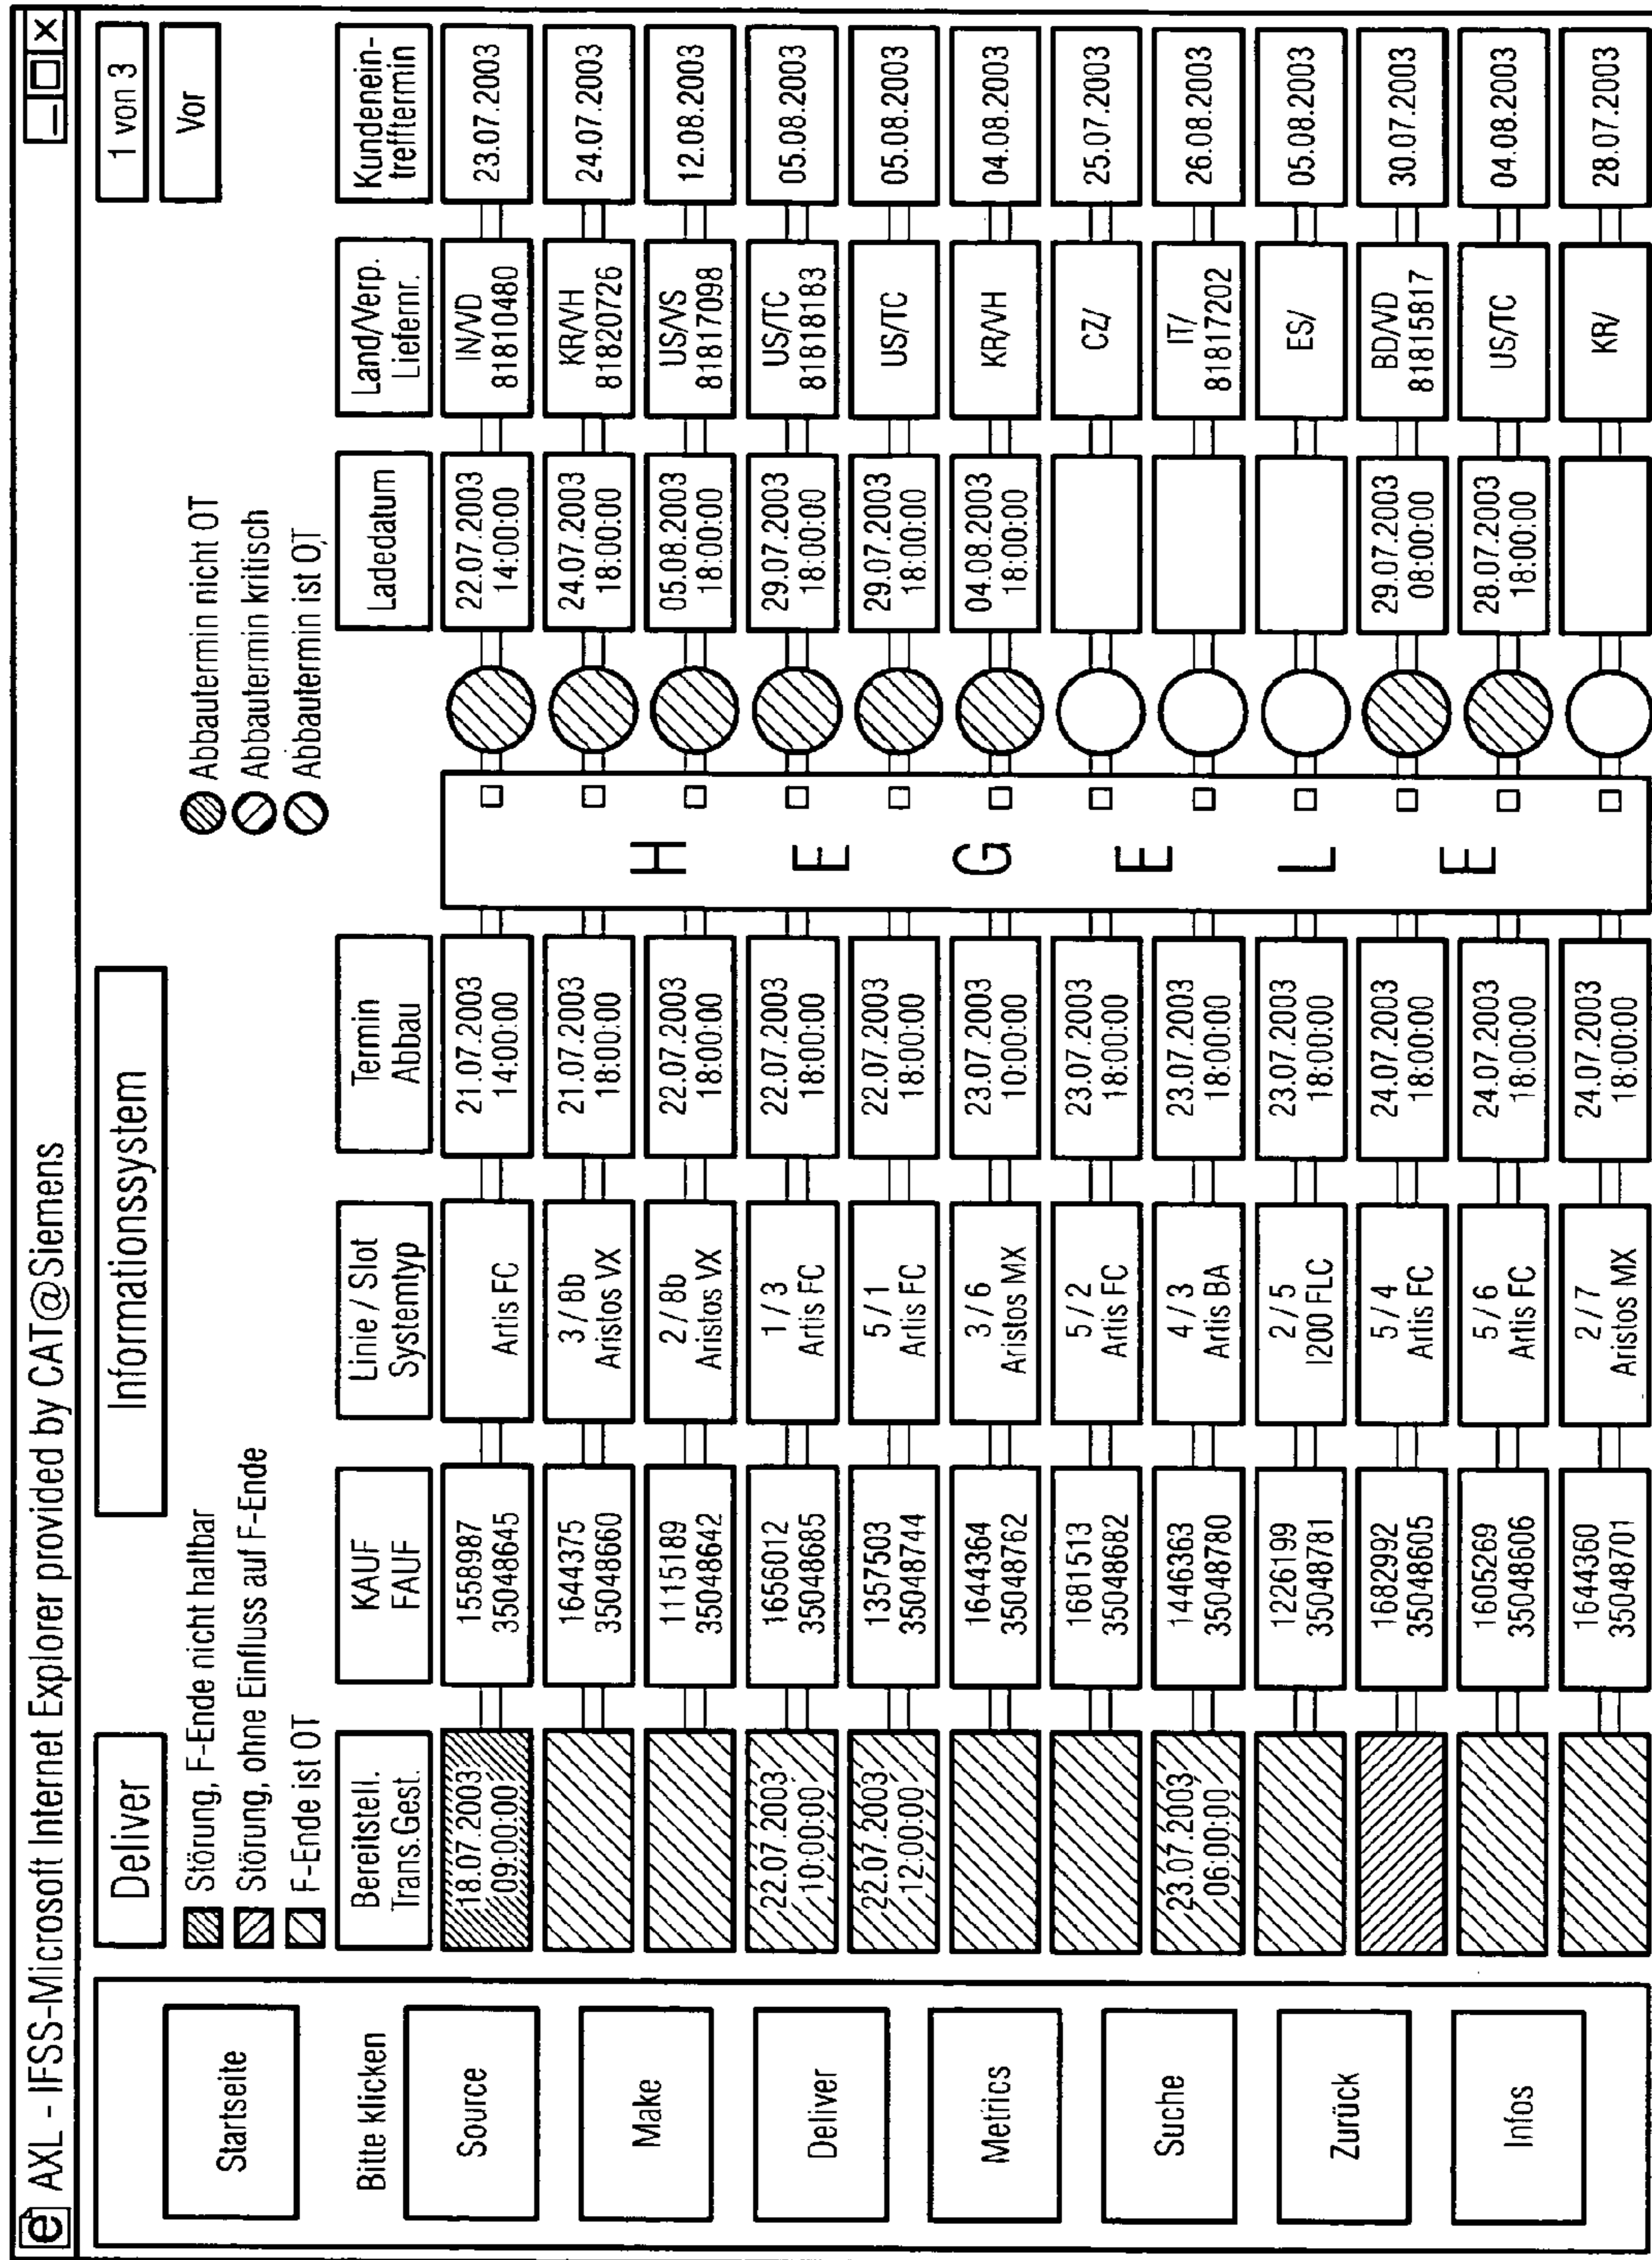 AXL - IFSS-Microsoft Internet Explorer provided by CAT@Siemens
Startseite
Bitte klicken
Source
Make
Deliver
Metrics
Suche
Zurück
Infos
Deliver
Informationssystem
1 von 3
Vor
Störung, F-Ende nicht haltbar
Störung, ohne Einfluss auf F-Ende
F-Ende ist OT
Abbautermin nicht OT
Abbautermin kritisch
Abbautermin ist OT
Bereitstell.
Trans.Gest.
KAUF
FAUF
Linie / Slot
Systemtyp
Termin
Abbau
Ladedatum
Land/Verp.
Liefernr.
Kundenein-
trefftermin
18.07.2003 1558987 21.07.2003 22.07.2003 IN/VD 23.07.2003
09:00:00 35048645 Artis FC 14:00:00 14:00:00 81810480
1644375 3 / 8b 21.07.2003 24.07.2003 KR/VH 24.07.2003
35048660 Aristos VX 18:00:00 18:00:00 81820726
1115189 2 / 8b 22.07.2003 05.08.2003 US/VS 12.08.2003
35048642 Aristos VX 18:00:00 18:00:00 81817098
22.07.2003 1656012 1 / 3 22.07.2003 29.07.2003 US/TC 05.08.2003
10:00:00 35048685 Artis FC 18:00:00 18:00:00 81818183
22.07.2003 1357503 5 / 1 22.07.2003 29.07.2003 US/TC 05.08.2003
12:00:00 35048744 Artis FC 18:00:00 18:00:00
1644364 3 / 6 23.07.2003 04.08.2003 KR/VH 04.08.2003
35048762 Aristos MX 10:00:00 18:00:00
1681513 5 / 2 23.07.2003 CZ/ 25.07.2003
35048682 Artis FC 18:00:00
23.07.2003 1446363 4 / 3 23.07.2003 IT/ 26.08.2003
06:00:00 35048780 Artis BA 18:00:00 81817202
1226199 2 / 5 23.07.2003 ES/ 05.08.2003
35048781 I200 FLC 18:00:00
1682992 5 / 4 24.07.2003 29.07.2003 BD/VD 30.07.2003
35048605 Artis FC 18:00:00 08:00:00 81815817
1605269 5 / 6 24.07.2003 28.07.2003 US/TC 04.08.2003
35048606 Artis FC 18:00:00 18:00:00
1644360 2 / 7 24.07.2003 KR/ 28.07.2003
35048701 Aristos MX 18:00:00
H
E
G
E
L
E